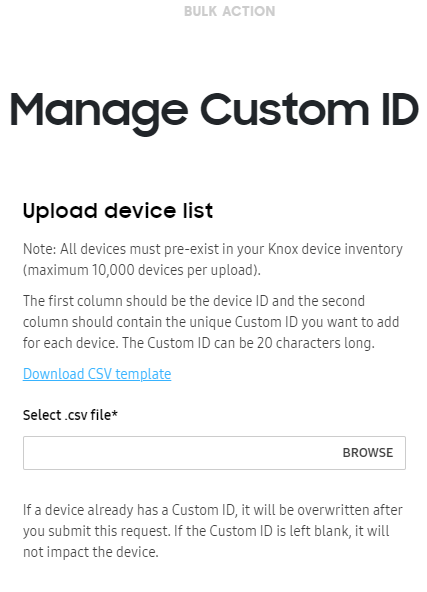 BULK ACTION
Manage Custom ID
Upload device list
Note: All devices must pre-exist in your Knox device inventory
(maximum 10,000 devices per upload).
The first column should be the device ID and the second
column should contain the unique Custom ID you want to add
for each device. The Custom ID can be 20 characters long.
Download CSV template
Select .csv file*
BROWSE
If a device already has a Custom ID, it will be overwritten after
you submit this request. If the Custom ID is left blank, it will
not impact the device.